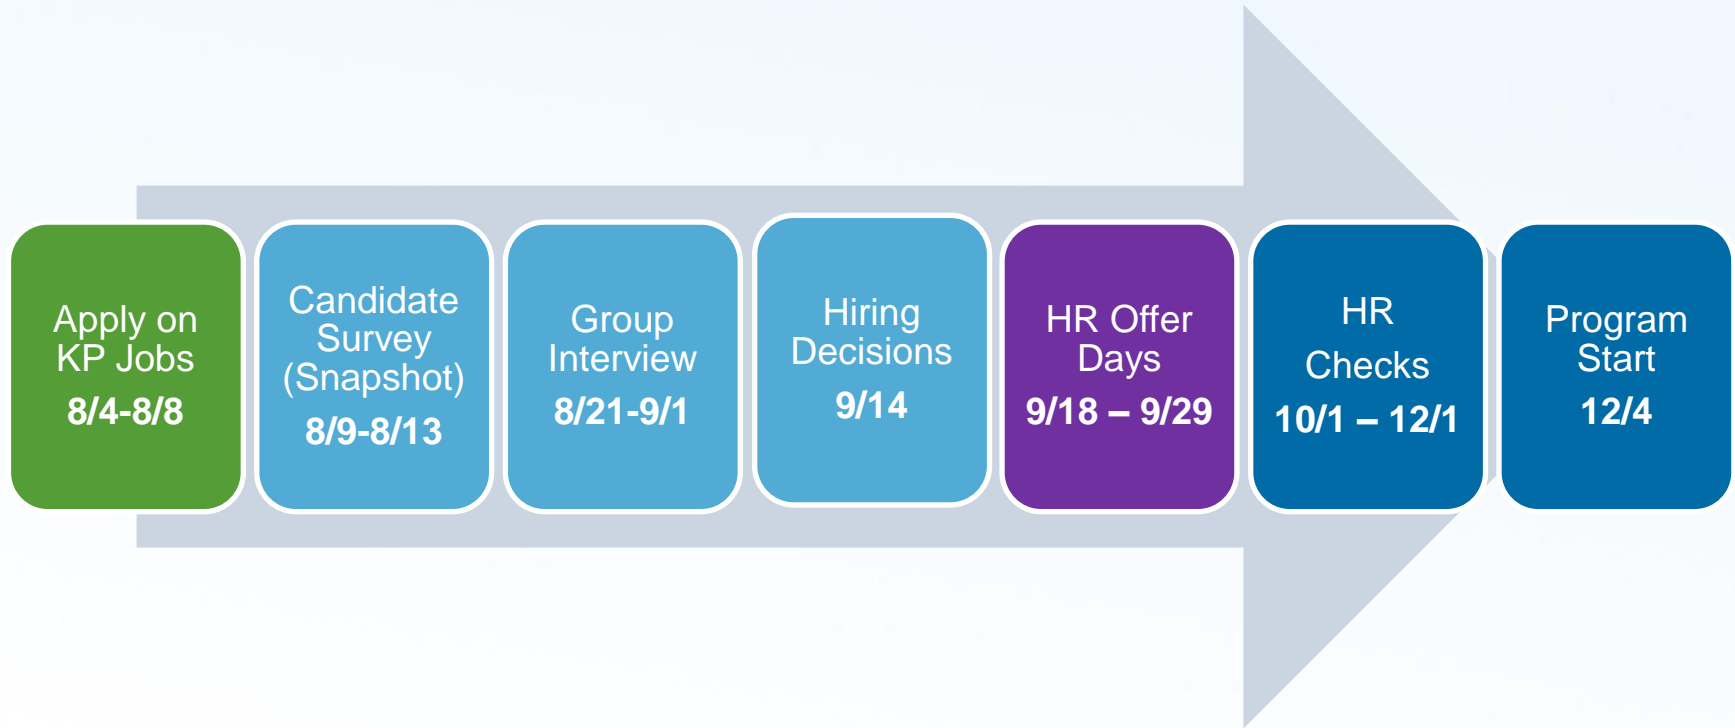 Apply on
KP Jobs
8/4-8/8
Candidate
Survey
(Snapshot)
8/9-8/13
Group
Interview
8/21-9/1
Hiring
Decisions
9/14
HR Offer
Days
9/18 – 9/29
HR
Checks
10/1 – 12/1
Program
Start
12/4